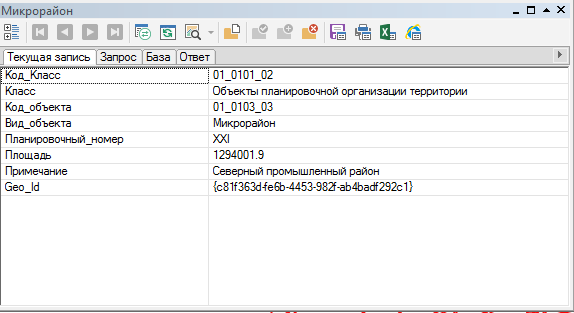 Микрорайон
Текущая запись Запрос База Ответ
Код_Класс 01_0101_02
Класс Объекты планировочной организации территории
Код_объекта 01_0103_03
Вид_объекта Микрорайон
Планировочный_номер XXI
Площадь 1294001.9
Примечание Северный промышленный район
Geo_Id {c81f363d-fe6b-4453-982f-ab4badf292c1}